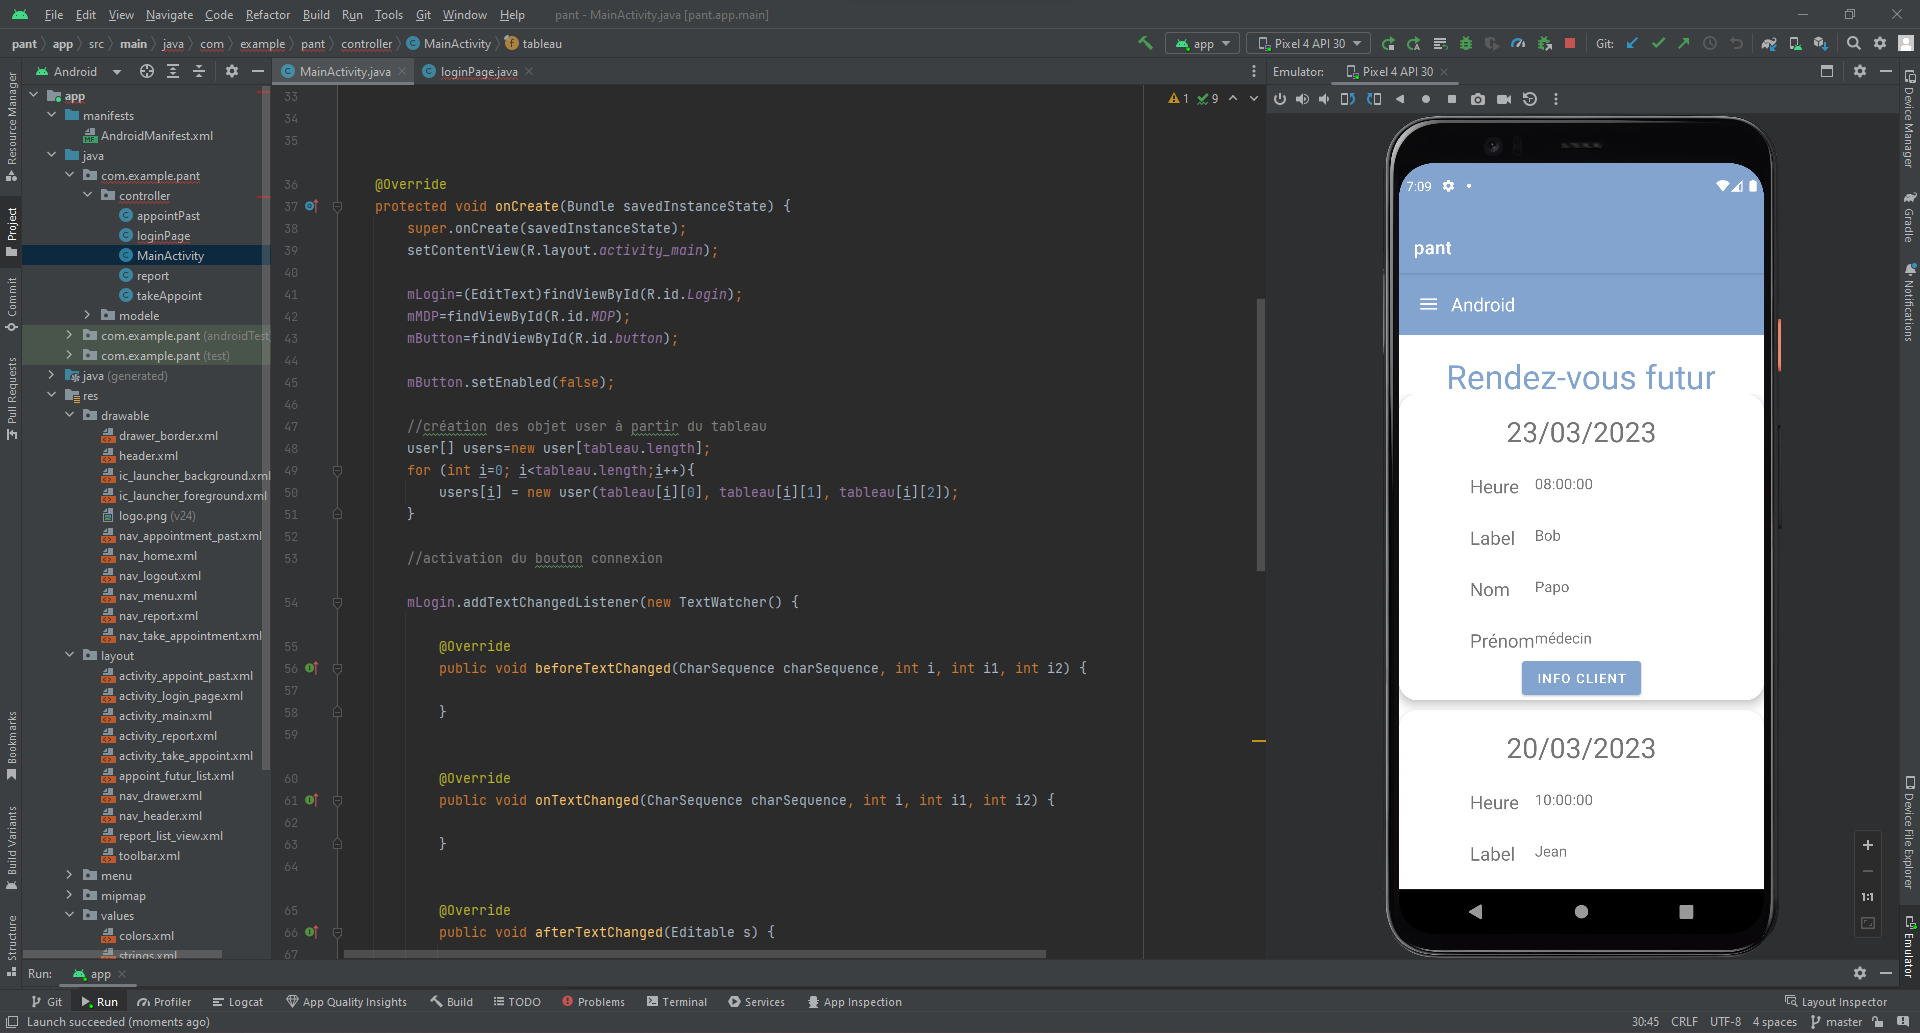 File Edit View Navigate Code Refactor Build Run Tools Git Window Help pant - MainActivity.java [pant.app.main]
pant app src main java com example pant controller MainActivity tableau
app Pixel 4 API 30 Git:
Android
MainActivity.java loginPage.java
Emulator: Pixel 4 API 30
Resource Manager
Project
Commit
Pull Requests
Bookmarks
Build Variants
Structure
app
manifests
AndroidManifest.xml
java
com.example.pant
controller
appointPast
loginPage
MainActivity
report
takeAppoint
modele
com.example.pant (androidTest
com.example.pant (test)
java (generated)
res
drawable
drawer_border.xml
header.xml
ic_launcher_background.xml
ic_launcher_foreground.xml
logo.png (v24)
nav_appointment_past.xml
nav_home.xml
nav_logout.xml
nav_menu.xml
nav_report.xml
nav_take_appointment.xml
layout
activity_appoint_past.xml
activity_login_page.xml
activity_main.xml
activity_report.xml
activity_take_appoint.xml
appoint_futur_list.xml
nav_drawer.xml
nav_header.xml
report_list_view.xml
toolbar.xml
menu
mipmap
values
colors.xml
strings.xml
1 9
33
34
35
36 @Override
37 protected void onCreate(Bundle savedInstanceState) {
38 super.onCreate(savedInstanceState);
39 setContentView(R.layout.activity_main);
40
41 mLogin=(EditText)findViewById(R.id.Login);
42 mMDP=findViewById(R.id.MDP);
43 mButton=findViewById(R.id.button);
44
45 mButton.setEnabled(false);
46
47 //création des objet user à partir du tableau
48 user[] users=new user[tableau.length];
49 for (int i=0; i<tableau.length;i++){
50 users[i] = new user(tableau[i][0], tableau[i][1], tableau[i][2]);
51 }
52
53 //activation du bouton connexion
54 mLogin.addTextChangedListener(new TextWatcher() {
55 @Override
56 public void beforeTextChanged(CharSequence charSequence, int i, int i1, int i2) {
57
58 }
59
60 @Override
61 public void onTextChanged(CharSequence charSequence, int i, int i1, int i2) {
62
63 }
64
65 @Override
66 public void afterTextChanged(Editable s) {
67
7:09
pant
Android
Rendez-vous futur
23/03/2023
Heure 08:00:00
Label Bob
Nom Papo
Prénom médecin
INFO CLIENT
20/03/2023
Heure 10:00:00
Label Jean
1:1
Device Manager
Gradle
Notifications
Device File Explorer
Emulator
Run: app
Git Run Profiler Logcat App Quality Insights Build TODO Problems Terminal Services App Inspection Layout Inspector
Launch succeeded (moments ago) 30:45 CRLF UTF-8 4 spaces master